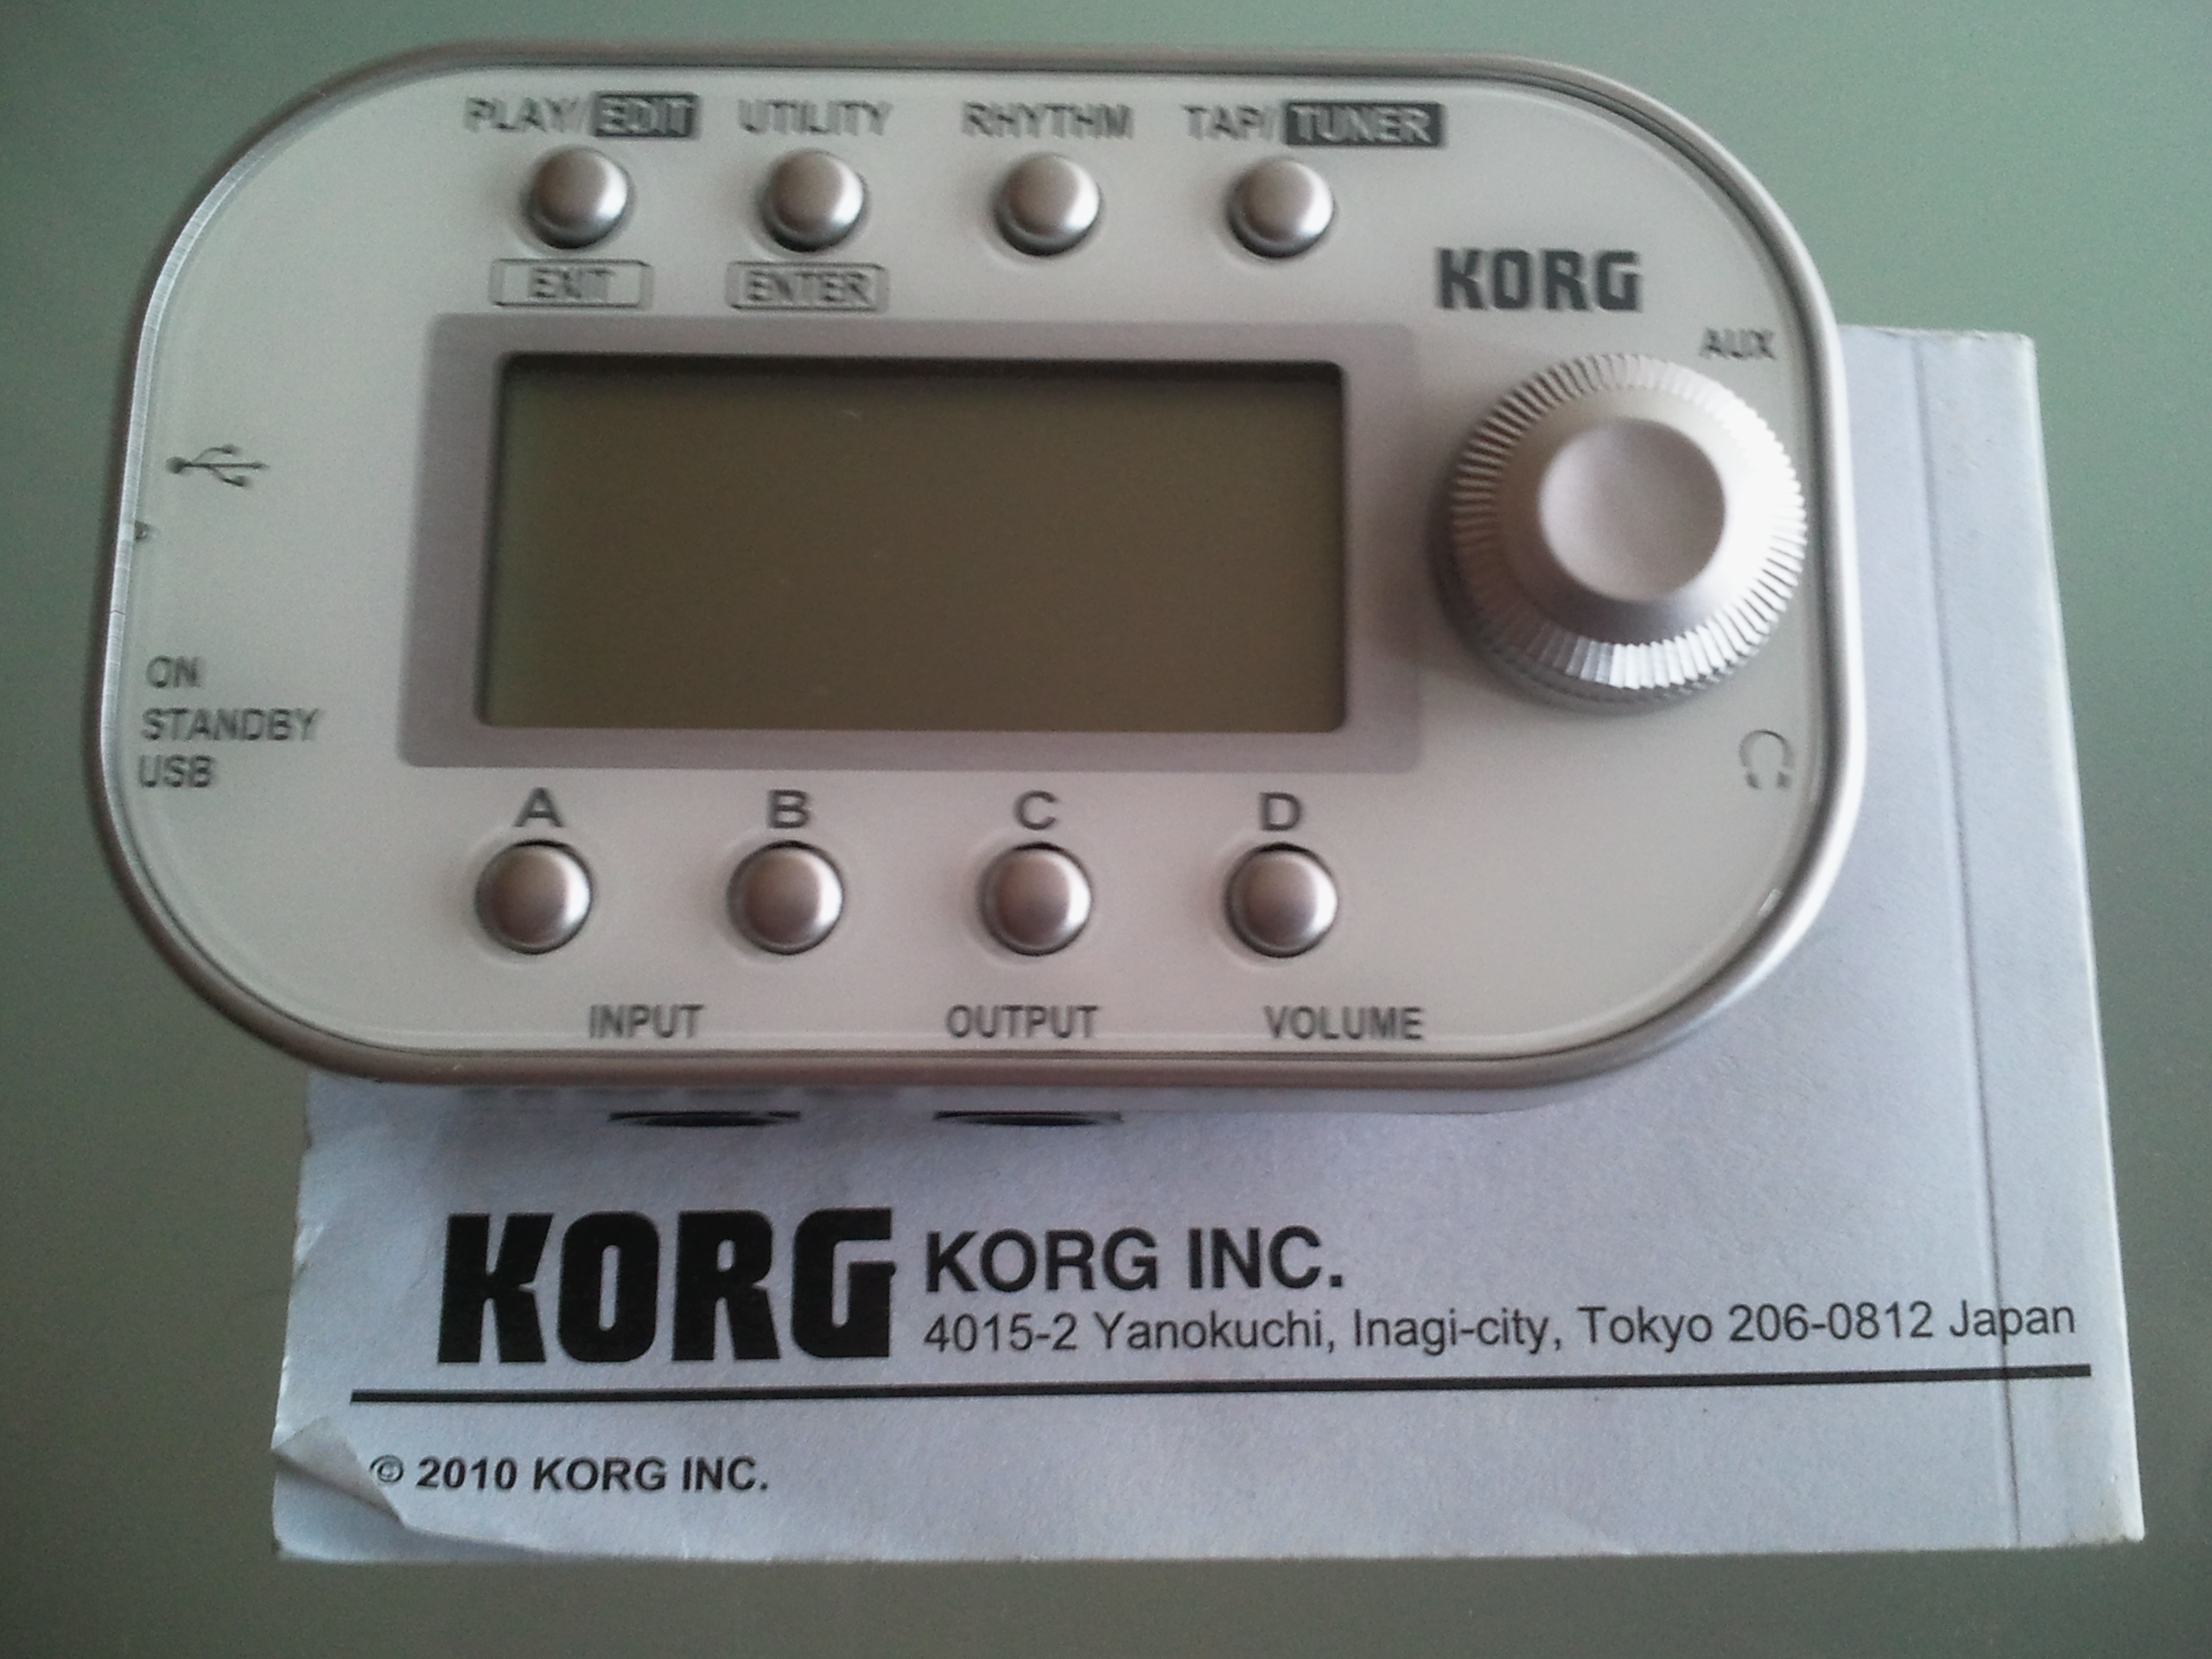 PLAY/EDIT UTILITY RHYTHM TAP/TUNER
EXIT ENTER
KORG
AUX
ON
STANDBY
USB
A B C D
INPUT OUTPUT VOLUME
KORG KORG INC.
4015-2 Yanokuchi, Inagi-city, Tokyo 206-0812 Japan
© 2010 KORG INC.